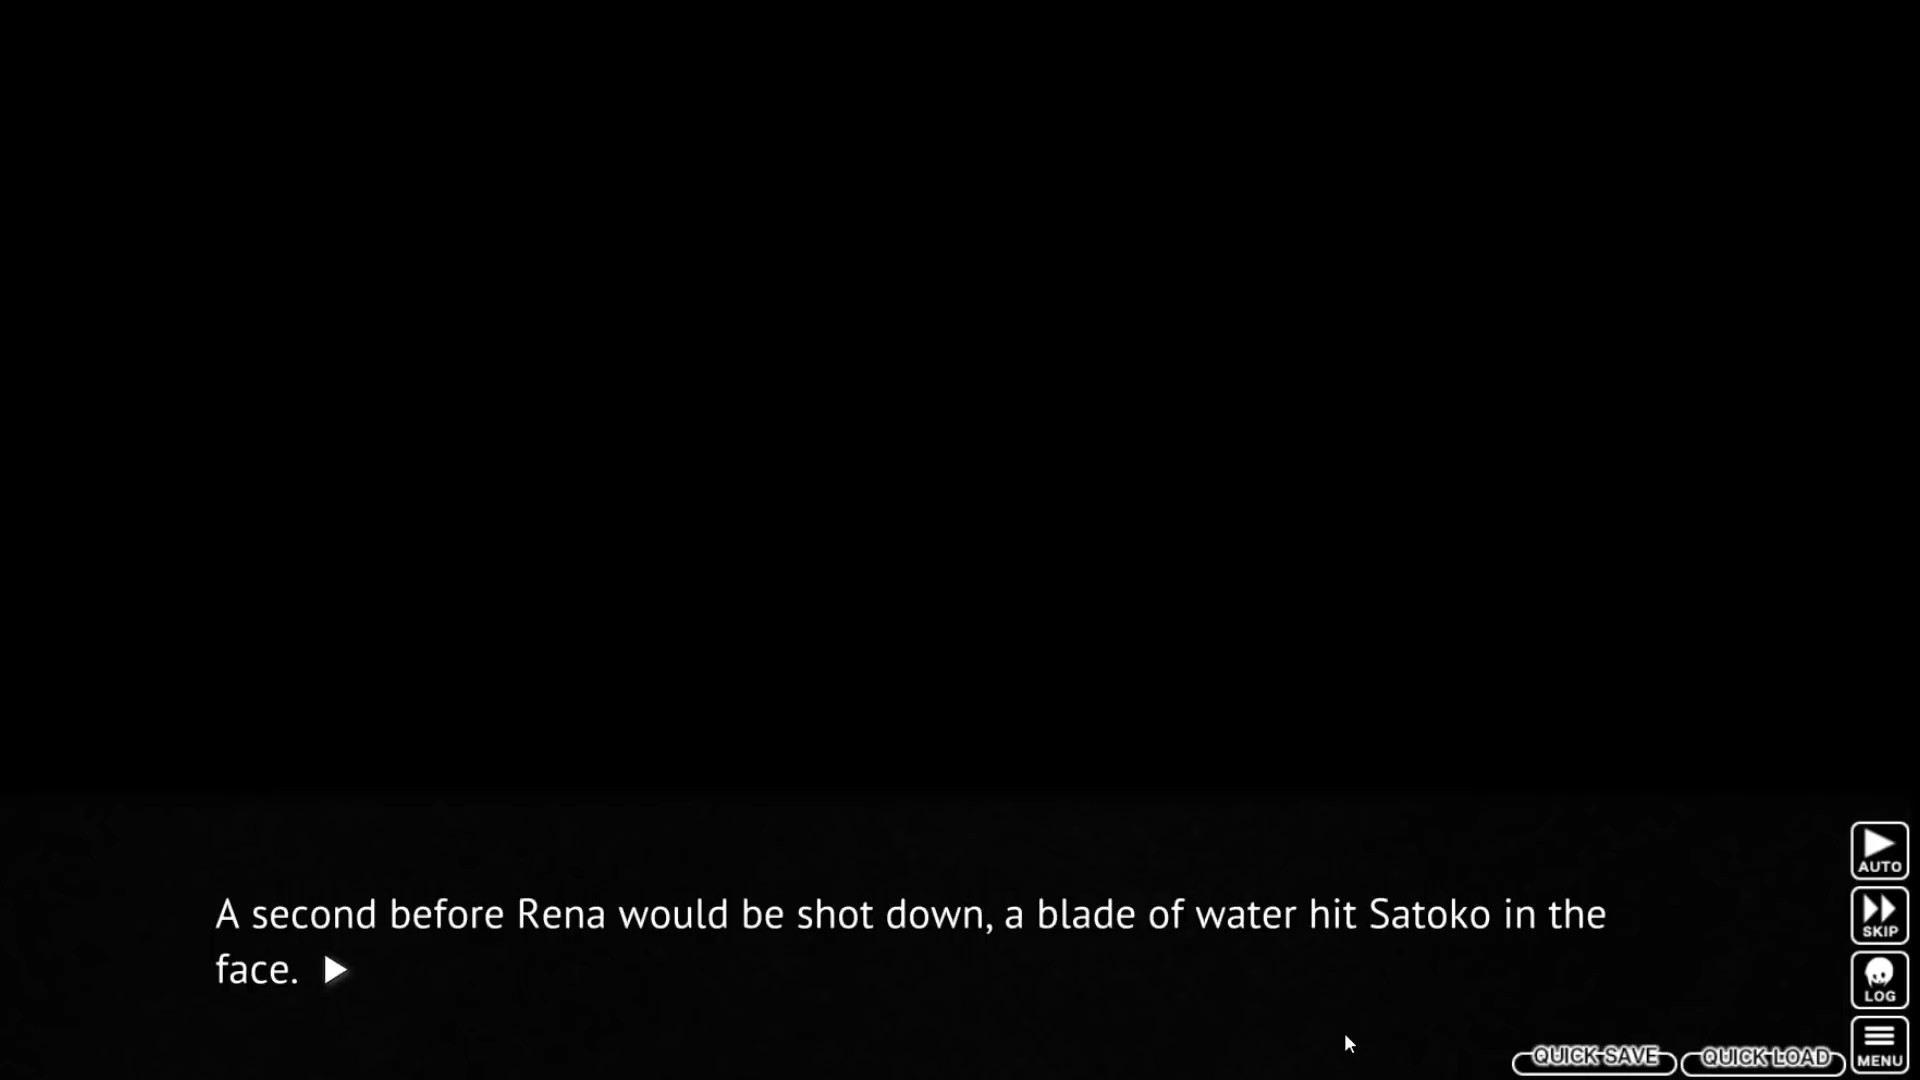 A second before Rena would be shot down, a blade of water hit Satoko in the
face.
AUTO
SKIP
LOG
MENU
QUICK SAVE
QUICK LOAD